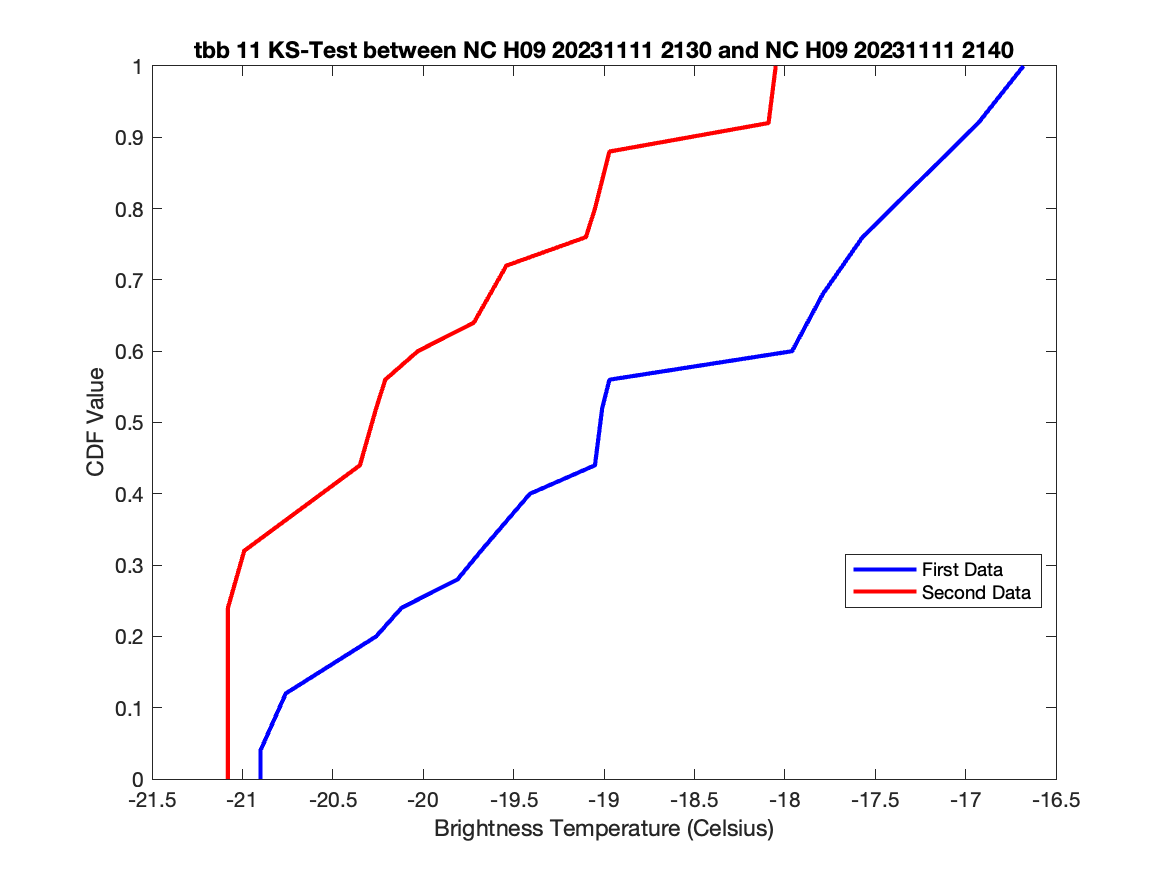 tbb 11 KS-Test between NC H09 20231111 2130 and NC H09 20231111 2140
1
0.9
0.8
0.7
0.6
0.5
0.4
0.3
0.2
0.1
0
CDF Value
First Data
Second Data
-21.5 -21 -20.5 -20 -19.5 -19 -18.5 -18 -17.5 -17 -16.5
Brightness Temperature (Celsius)